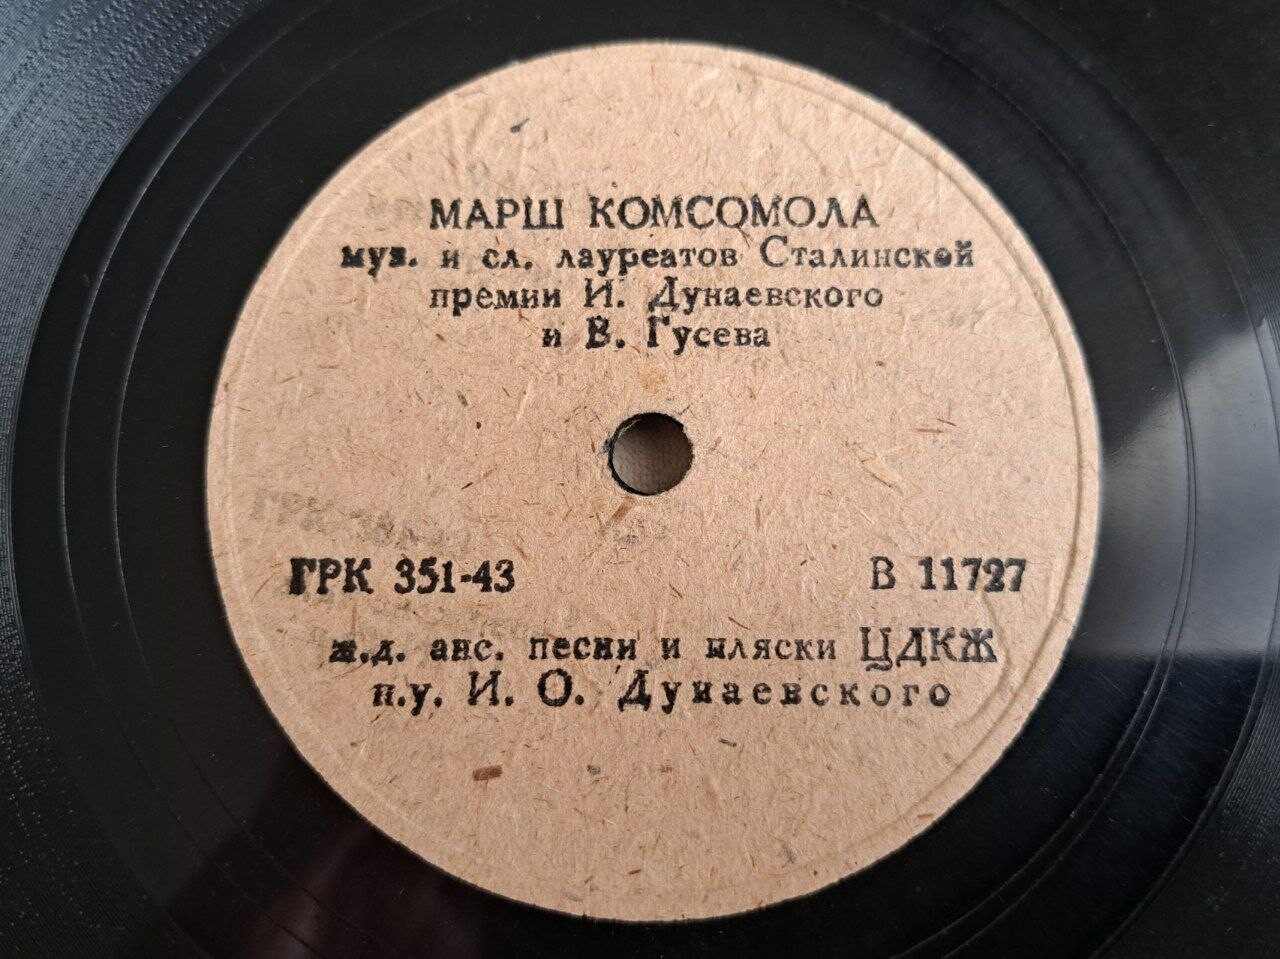 МАРШ КОМСОМОЛА
муз. и сл. лауреатов Сталинской
премии И. Дунаевского
и В. Гусева
ГРК 351-43 В 11727
ж.д. анс. песни и пляски ЦДКЖ
п.у. И. О. Дунаевского